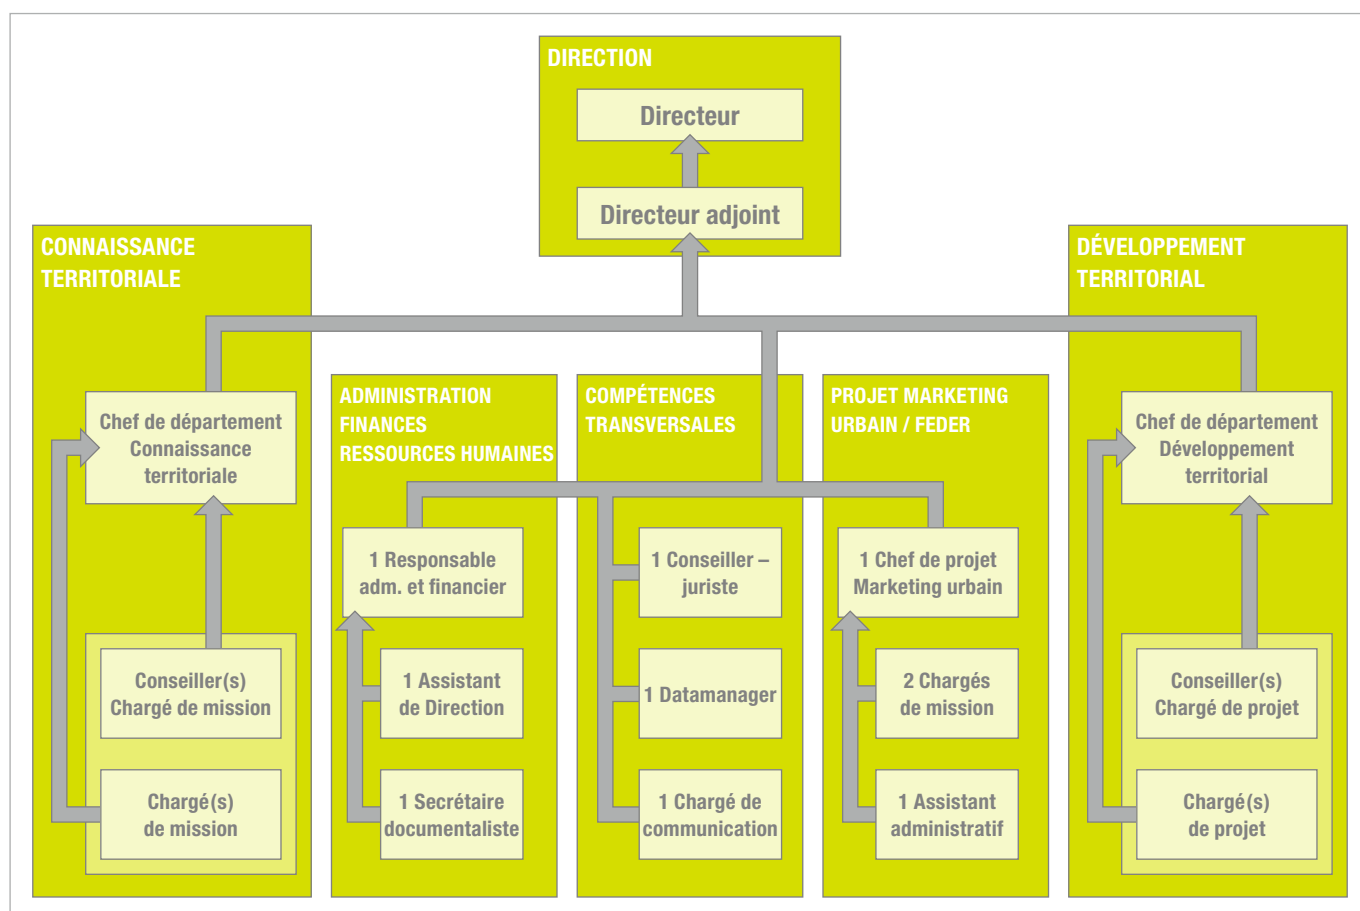 DIRECTION
Directeur
Directeur adjoint
CONNAISSANCE
TERRITORIALE
Chef de département
Connaissance
territoriale
Conseiller(s)
Chargé de mission
Chargé(s)
de mission
ADMINISTRATION
FINANCES
RESSOURCES HUMAINES
1 Responsable
adm. et financier
1 Assistant
de Direction
1 Secrétaire
documentaliste
COMPÉTENCES
TRANSVERSALES
1 Conseiller –
juriste
1 Datamanager
1 Chargé de
communication
PROJET MARKETING
URBAIN / FEDER
1 Chef de projet
Marketing urbain
2 Chargés
de mission
1 Assistant
administratif
DÉVELOPPEMENT
TERRITORIAL
Chef de département
Développement
territorial
Conseiller(s)
Chargé de projet
Chargé(s)
de projet